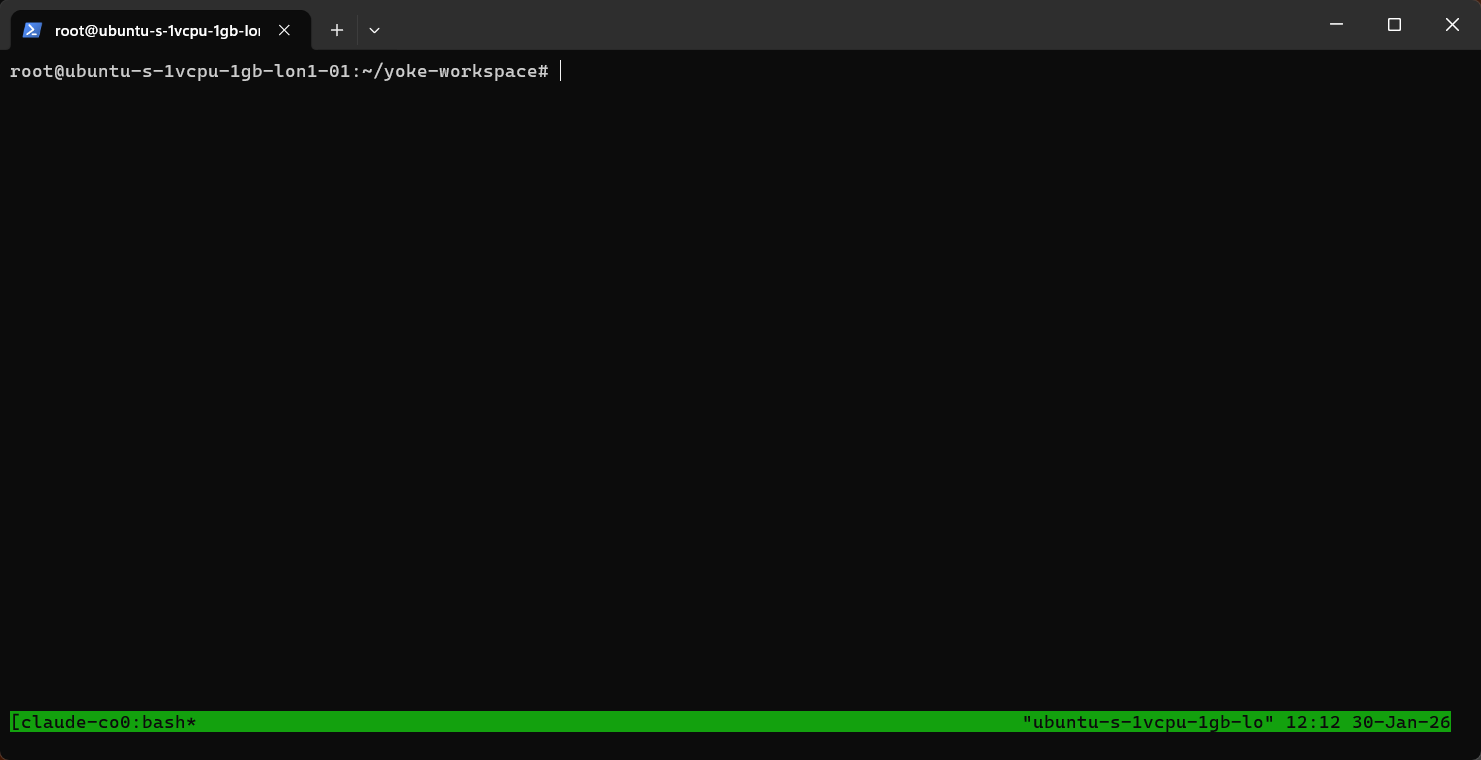 root@ubuntu-s-1vcpu-1gb-lo
root@ubuntu-s-1vcpu-1gb-lon1-01:~/yoke-workspace#
[claude-co0:bash* "ubuntu-s-1vcpu-1gb-lo" 12:12 30-Jan-26